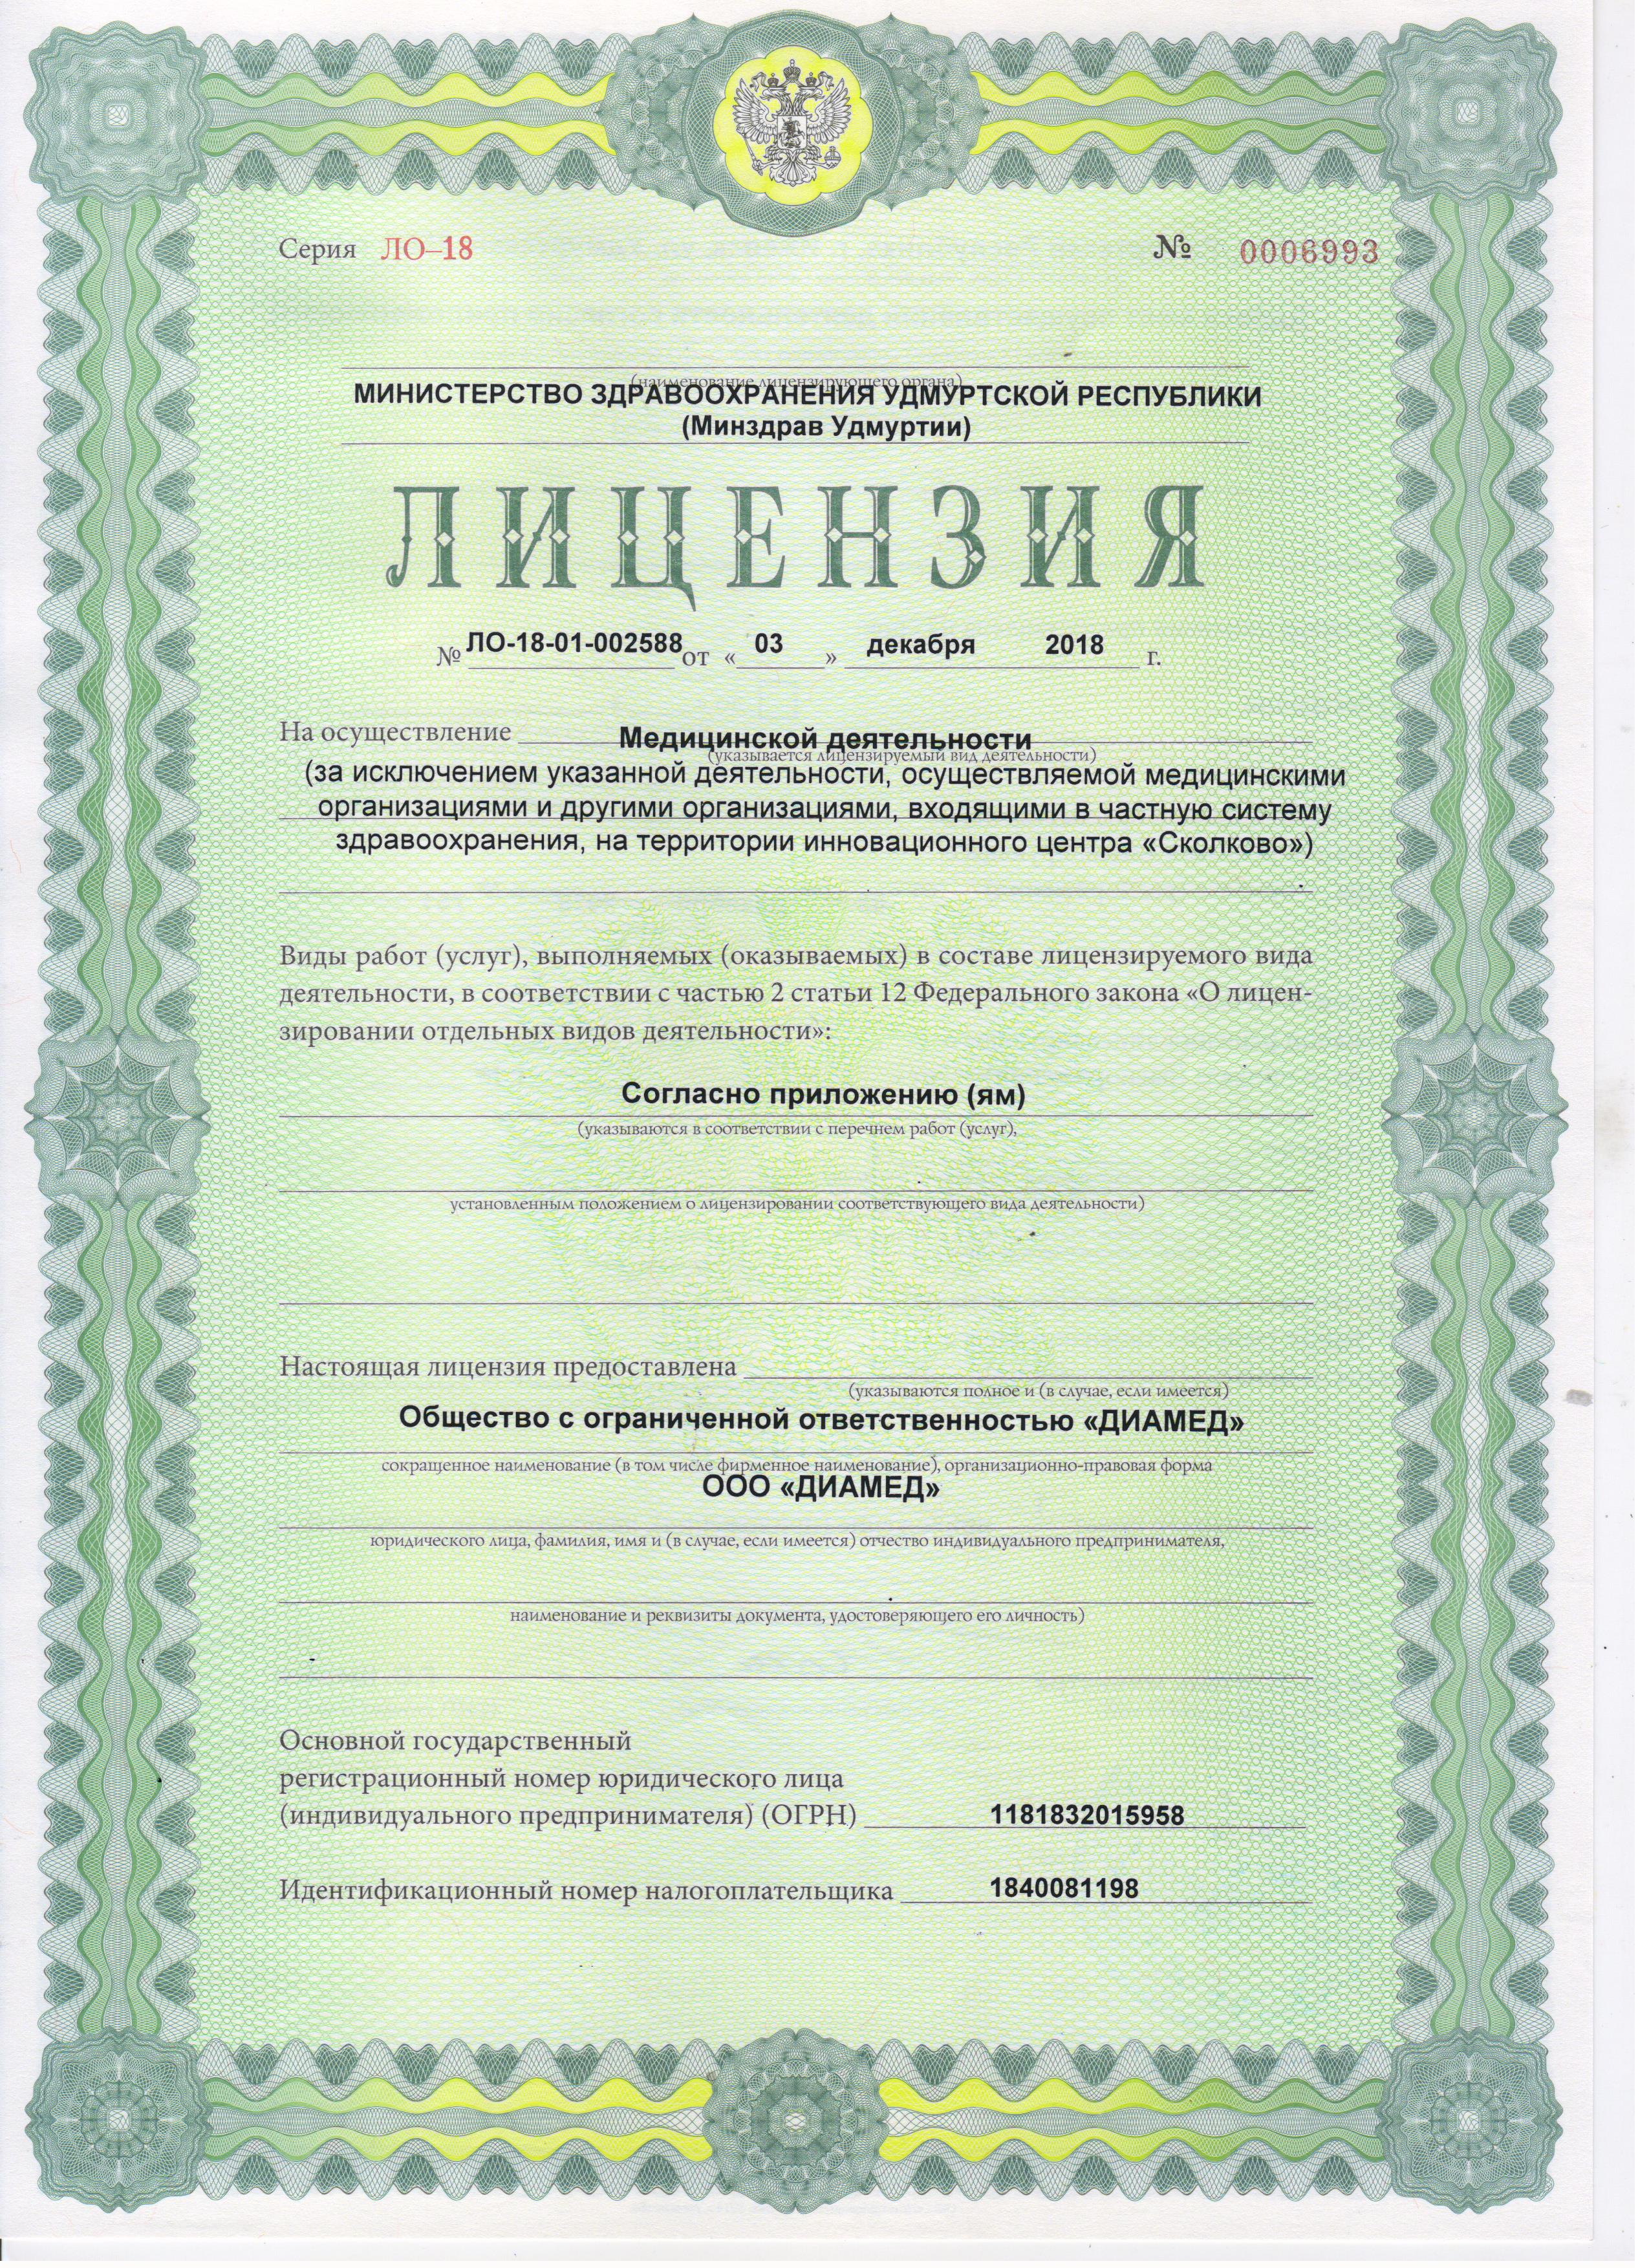 Серия ЛО–18 № 0006993
(наименование лицензирующего органа)
МИНИСТЕРСТВО ЗДРАВООХРАНЕНИЯ УДМУРТСКОЙ РЕСПУБЛИКИ
(Минздрав Удмуртии)
ЛИЦЕНЗИЯ
№ ЛО-18-01-002588 от « 03 » декабря 2018 г.
На осуществление Медицинской деятельности
(указывается лицензируемый вид деятельности)
(за исключением указанной деятельности, осуществляемой медицинскими
организациями и другими организациями, входящими в частную систему
здравоохранения, на территории инновационного центра «Сколково»)
Виды работ (услуг), выполняемых (оказываемых) в составе лицензируемого вида
деятельности, в соответствии с частью 2 статьи 12 Федерального закона «О лицен-
зировании отдельных видов деятельности»:
Согласно приложению (ям)
(указываются в соответствии с перечнем работ (услуг),
установленным положением о лицензировании соответствующего вида деятельности)
Настоящая лицензия предоставлена
(указываются полное и (в случае, если имеется)
Общество с ограниченной ответственностью «ДИАМЕД»
сокращенное наименование (в том числе фирменное наименование), организационно-правовая форма
ООО «ДИАМЕД»
юридического лица, фамилия, имя и (в случае, если имеется) отчество индивидуального предпринимателя,
наименование и реквизиты документа, удостоверяющего его личность)
Основной государственный
регистрационный номер юридического лица
(индивидуального предпринимателя) (ОГРН) 1181832015958
Идентификационный номер налогоплательщика 1840081198